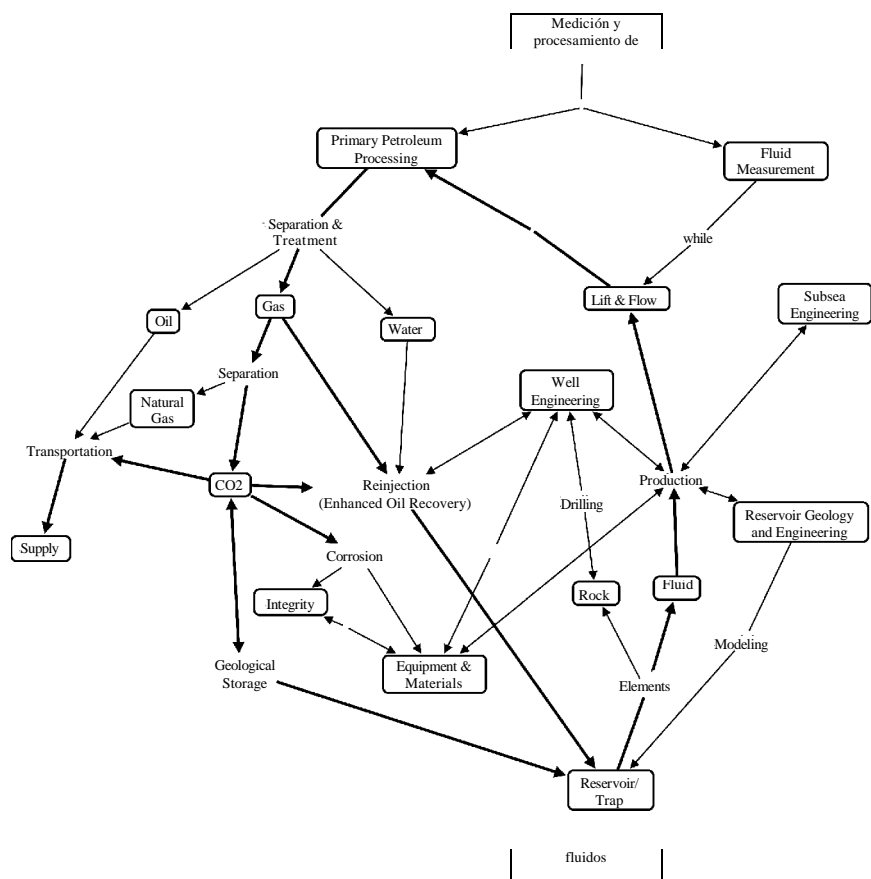 Medición y
procesamiento de
Primary Petroleum
Processing
Fluid
Measurement
Separation &
Treatment
while
Gas
Lift & Flow
Subsea
Engineering
Oil
Water
Separation
Well
Engineering
Natural
Gas
Transportation
CO2
Reinjection
(Enhanced Oil Recovery)
Production
Drilling
Reservoir Geology
and Engineering
Supply
Corrosion
Integrity
Rock
Fluid
Modeling
Geological
Storage
Equipment &
Materials
Elements
Reservoir/
Trap
fluidos